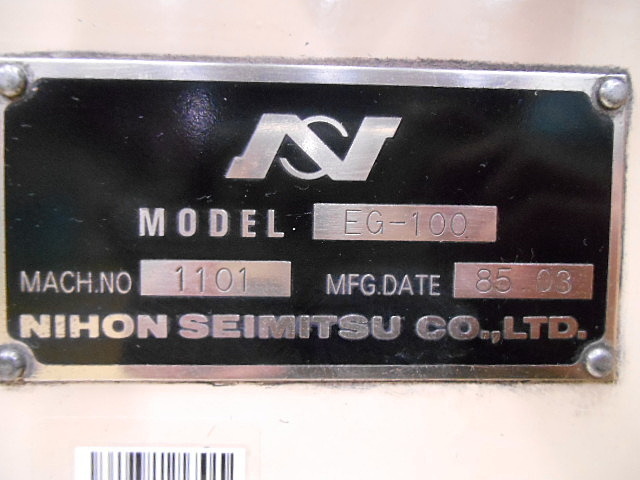 MODEL EG-100
MACH.NO 1101 MFG.DATE 85.03
NIHON SEIMITSU CO.,LTD.